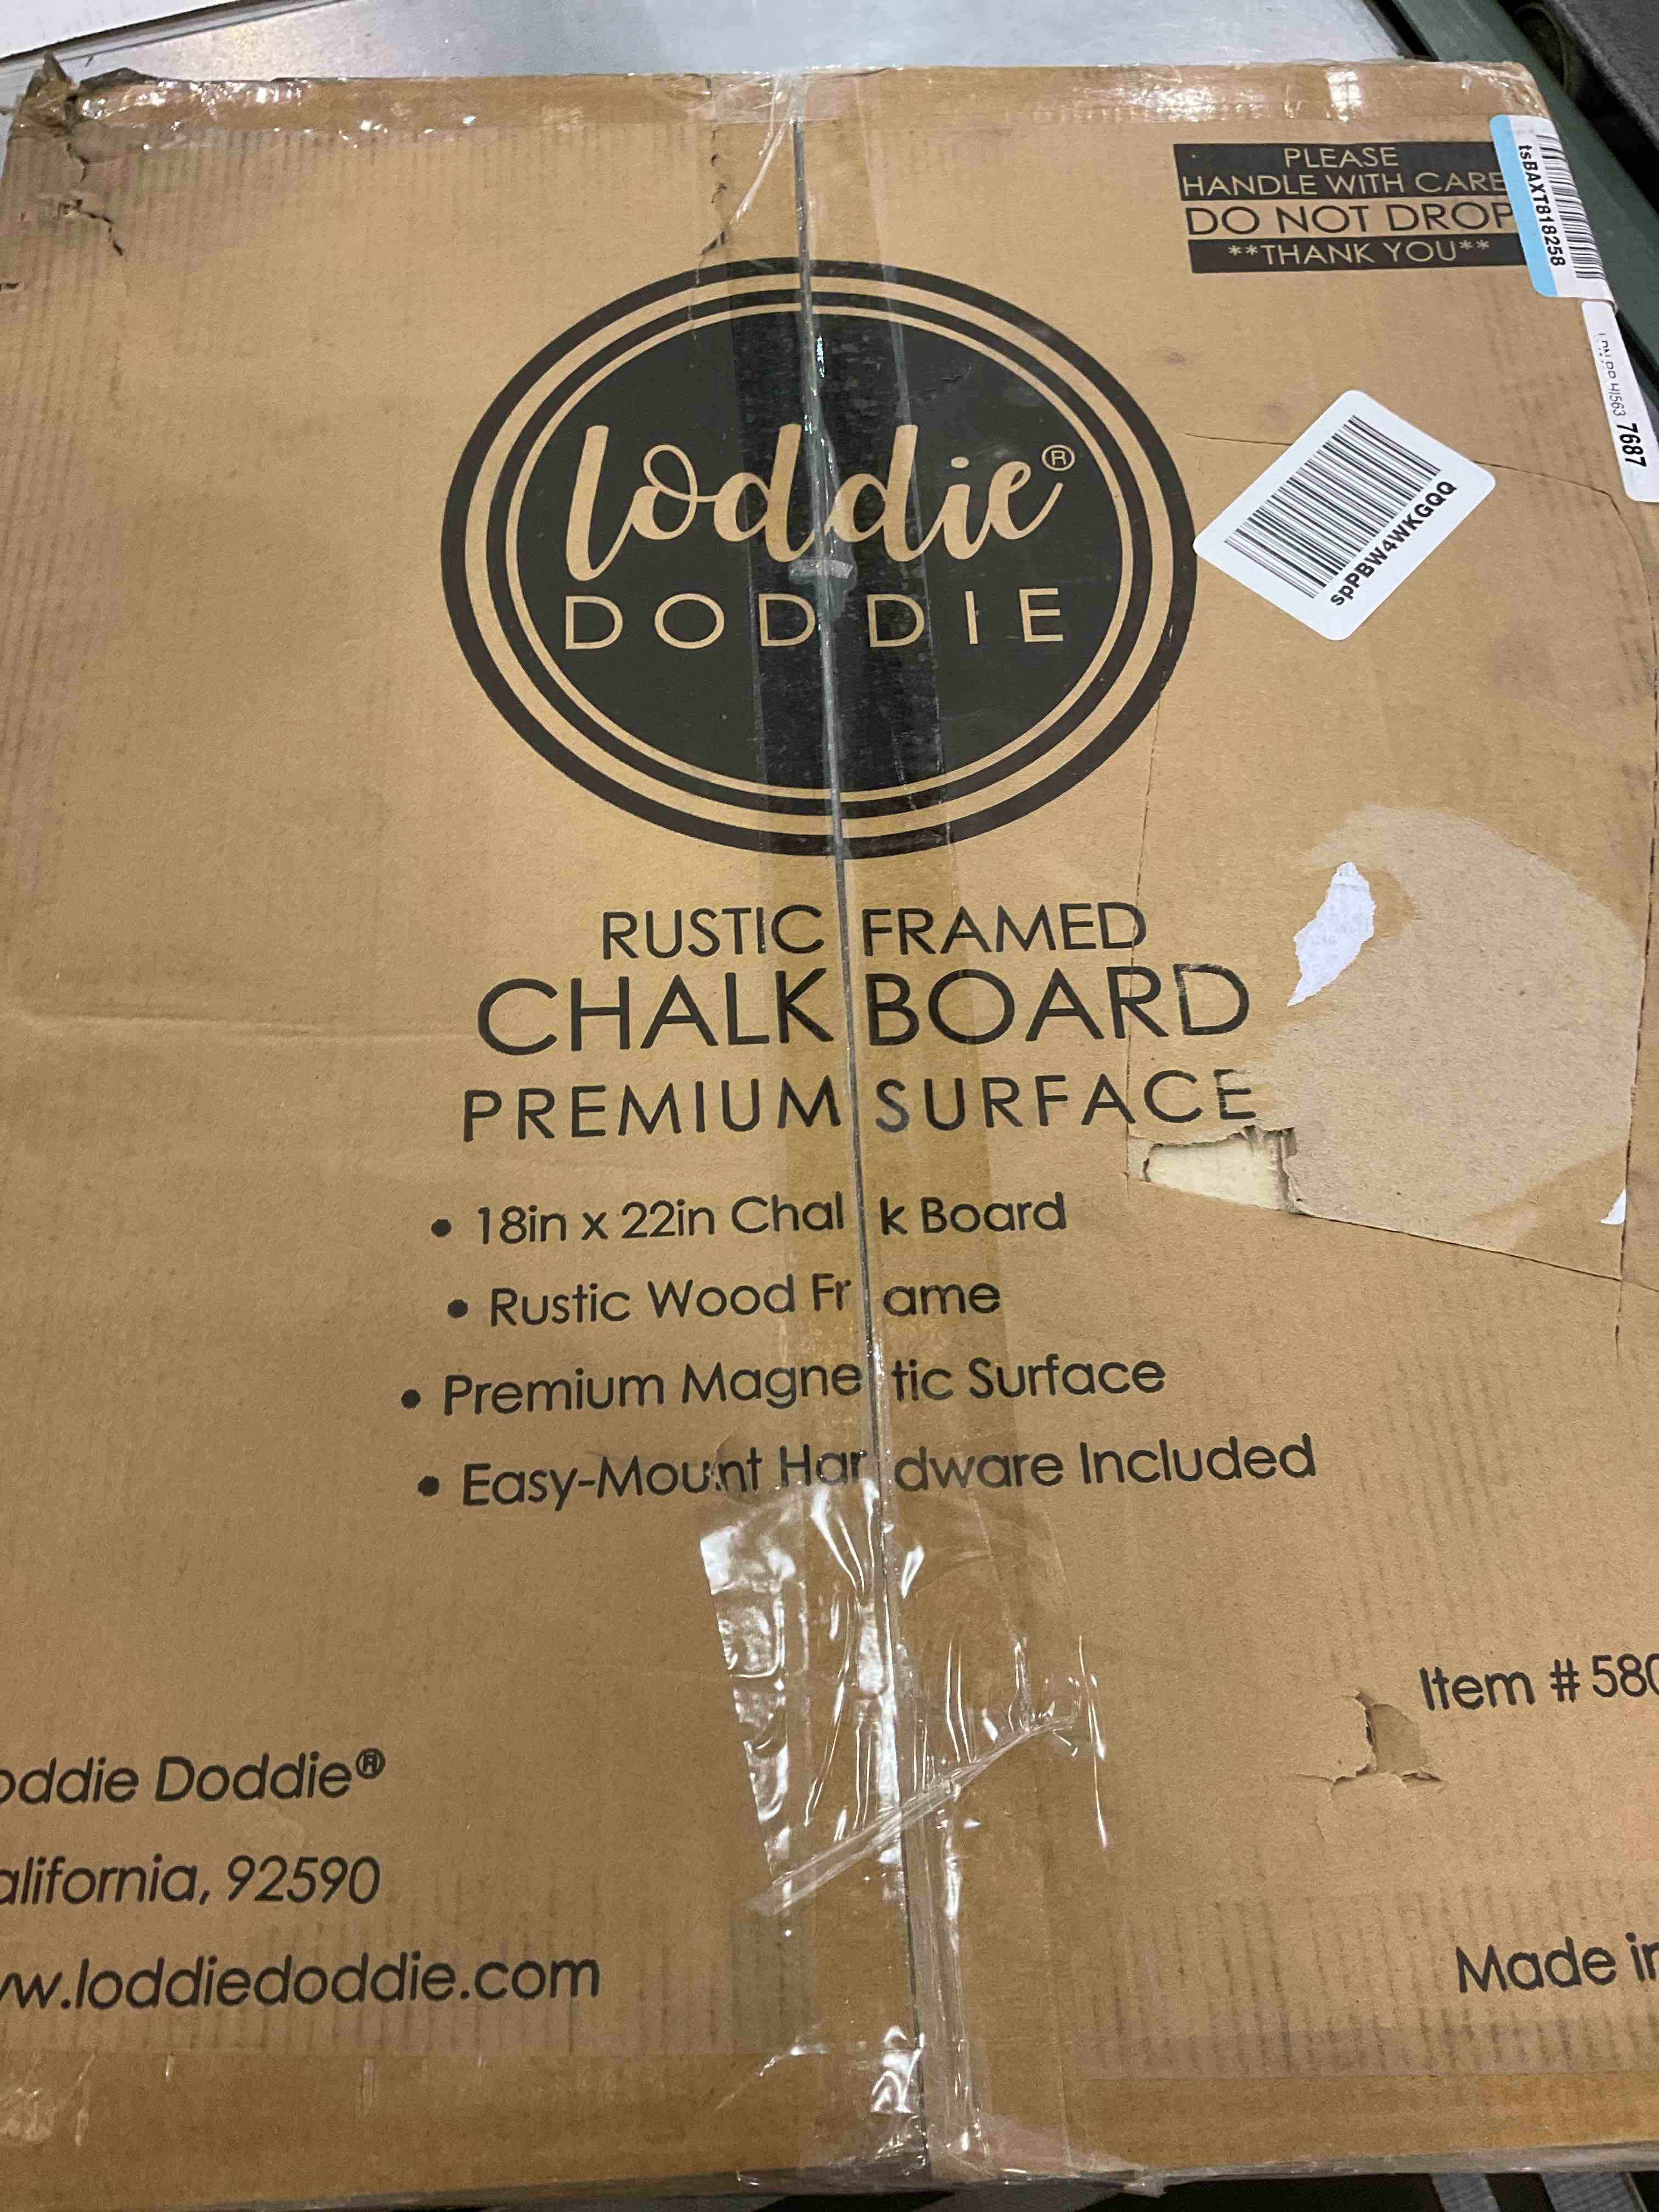 PLEASE
HANDLE WITH CARE
DO NOT DROP
**THANK YOU**
tsBAXT818258
7687
spPBW4WKGQQ
loddie®
DODDIE
RUSTIC FRAMED
CHALK BOARD
PREMIUM SURFACE
• 18in x 22in Chalk Board
• Rustic Wood Frame
• Premium Magnetic Surface
• Easy-Mount Hardware Included
Item # 580
oddie Doddie®
alifornia, 92590
w.loddiedoddie.com
Made in